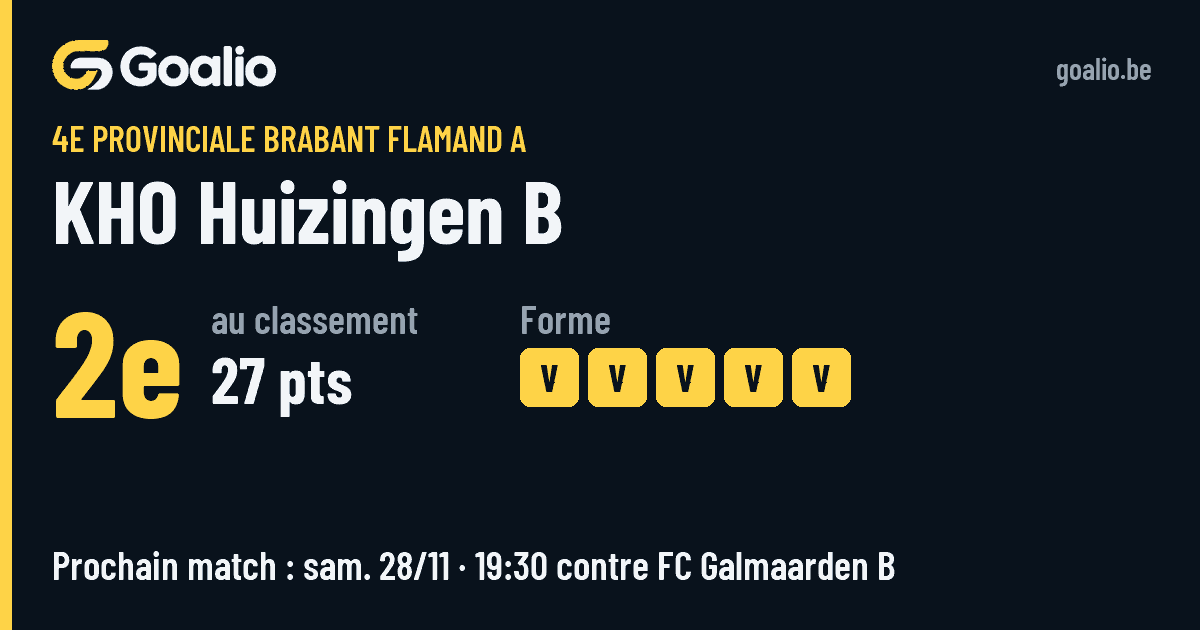 Goalio
goalio.be
4E PROVINCIALE BRABANT FLAMAND A
KHO Huizingen B
2e
au classement
27 pts
Forme
V V V V V
Prochain match : sam. 28/11 · 19:30 contre FC Galmaarden B